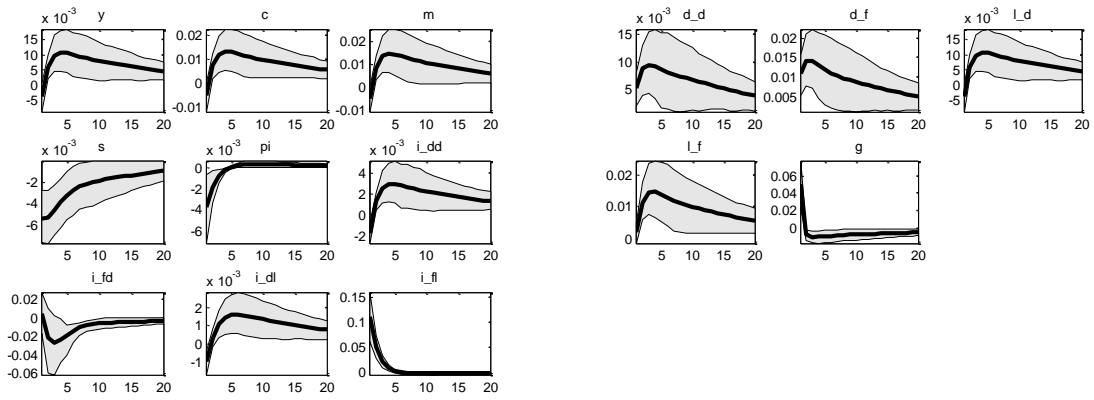 y c m d_d d_f l_d
x 10⁻³ x 10⁻³ x 10⁻³
15 10 5 0 -5
0.02 0.01 0 -0.01
0.02 0.01 0 -0.01
15 10 5
0.02 0.015 0.01 0.005
15 10 5 0 -5
5 10 15 20 5 10 15 20 5 10 15 20 5 10 15 20 5 10 15 20 5 10 15 20
s pi i_dd l_f g
x 10⁻³ x 10⁻³ x 10⁻³
-2 -4 -6
0 -2 -4 -6
4 2 0 -2
0.02 0.01 0
0.06 0.04 0.02 0
5 10 15 20 5 10 15 20 5 10 15 20 5 10 15 20 5 10 15 20
i_fd i_dl i_fl
x 10⁻³
0.02 0 -0.02 -0.04 -0.06
2 1 0 -1
0.15 0.1 0.05 0
5 10 15 20 5 10 15 20 5 10 15 20